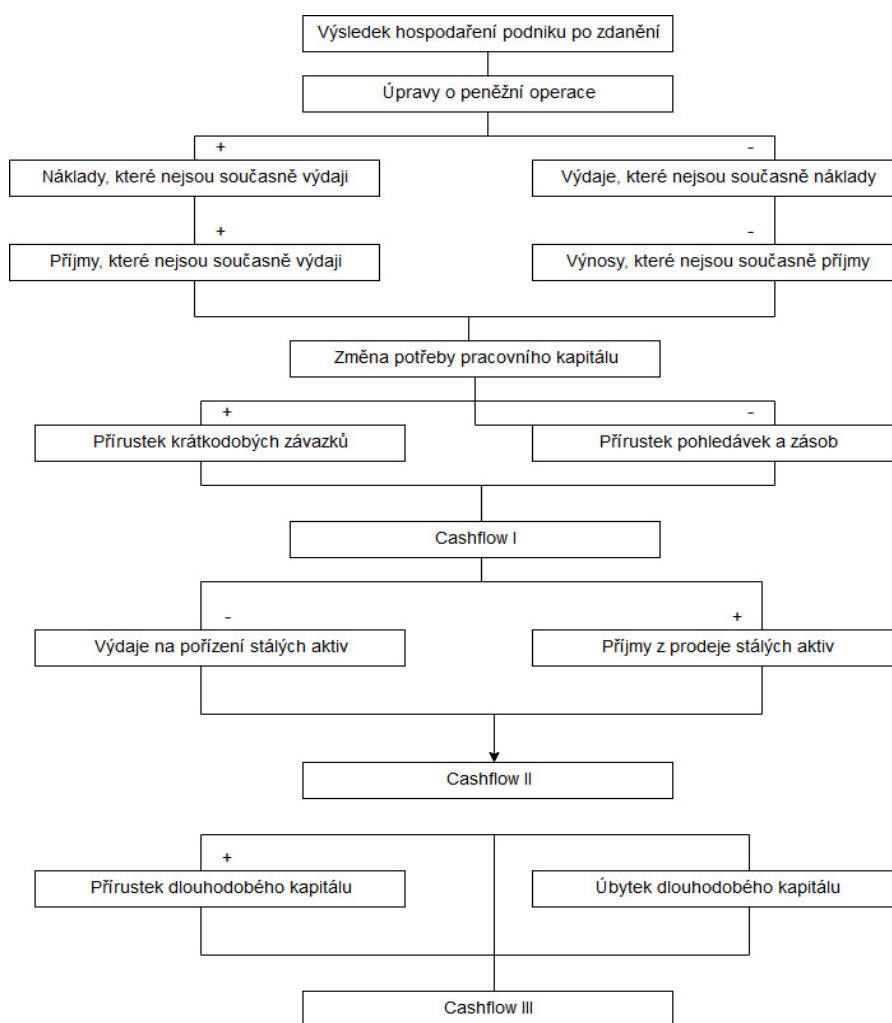 Výsledek hospodaření podniku po zdanění
Úpravy o peněžní operace
+
-
Náklady, které nejsou současně výdaji
Výdaje, které nejsou současně náklady
+
-
Příjmy, které nejsou současně výdaji
Výnosy, které nejsou současně příjmy
Změna potřeby pracovního kapitálu
+
-
Přírustek krátkodobých závazků
Přírustek pohledávek a zásob
Cashflow I
-
+
Výdaje na pořízení stálých aktiv
Příjmy z prodeje stálých aktiv
Cashflow II
+
Přírustek dlouhodobého kapitálu
Úbytek dlouhodobého kapitálu
Cashflow III